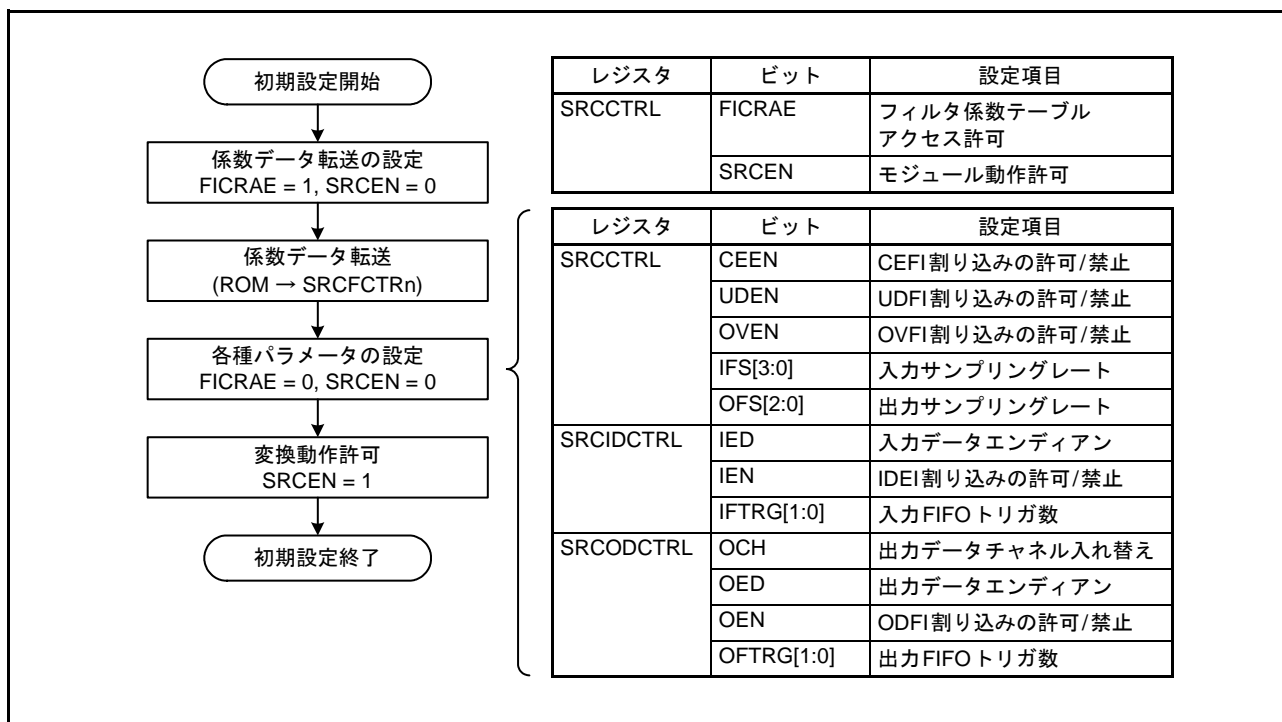 初期設定開始
係数データ転送の設定
FICRAE = 1, SRCEN = 0
係数データ転送
(ROM → SRCFCTRn)
各種パラメータの設定
FICRAE = 0, SRCEN = 0
変換動作許可
SRCEN = 1
初期設定終了
レジスタ ビット 設定項目
SRCCTRL FICRAE フィルタ係数テーブル
アクセス許可
SRCEN モジュール動作許可
レジスタ ビット 設定項目
SRCCTRL CEEN CEFI割り込みの許可/禁止
UDEN UDFI割り込みの許可/禁止
OVEN OVFI割り込みの許可/禁止
IFS[3:0] 入力サンプリングレート
OFS[2:0] 出力サンプリングレート
SRCIDCTRL IED 入力データエンディアン
IEN IDEI割り込みの許可/禁止
IFTRG[1:0] 入力FIFOトリガ数
SRCODCTRL OCH 出力データチャネル入れ替え
OED 出力データエンディアン
OEN ODFI割り込みの許可/禁止
OFTRG[1:0] 出力FIFOトリガ数